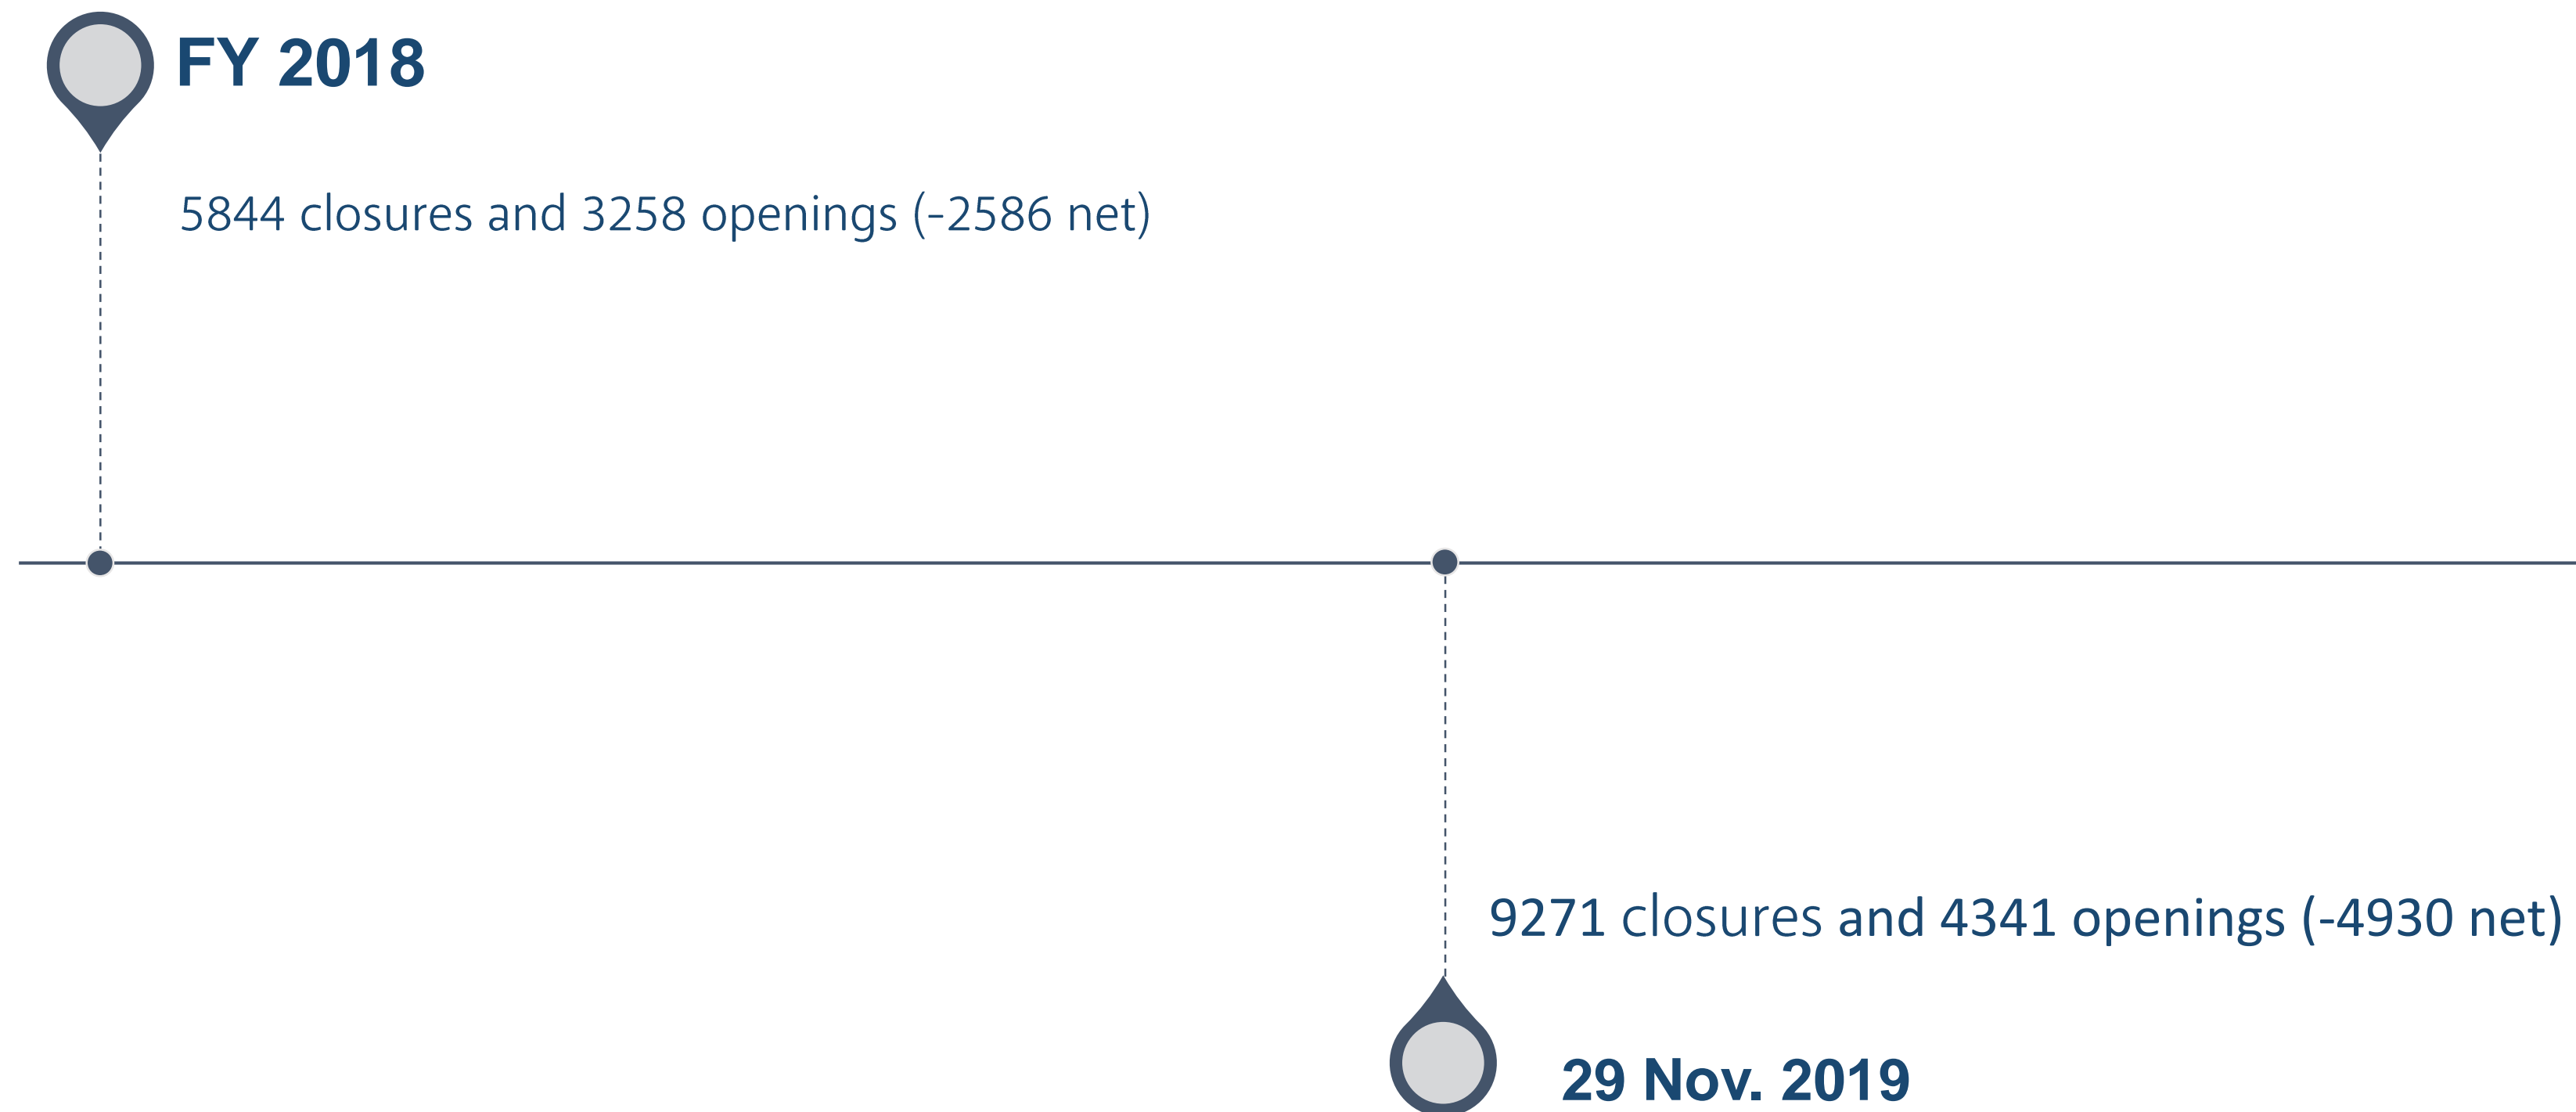 FY 2018
5844 closures and 3258 openings (-2586 net)
9271 closures and 4341 openings (-4930 net)
29 Nov. 2019